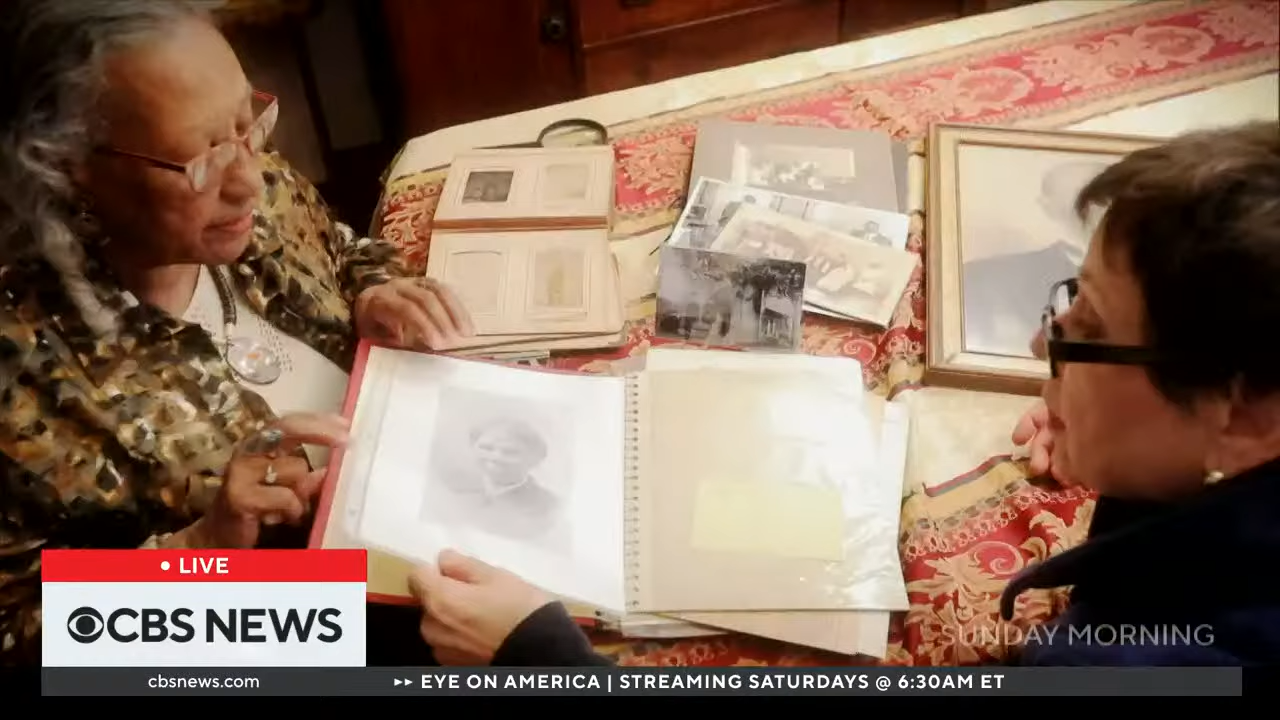 • LIVE
CBS NEWS
SUNDAY MORNING
cbsnews.com
▸▸ EYE ON AMERICA | STREAMING SATURDAYS @ 6:30AM ET